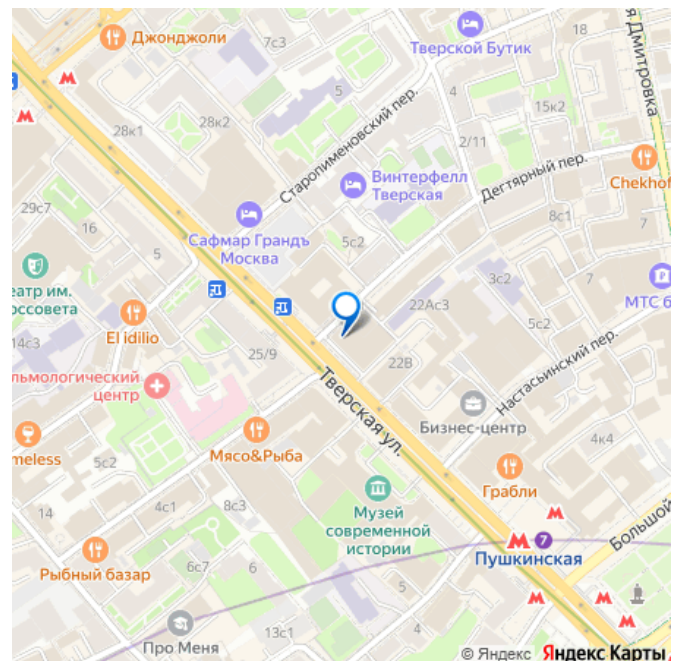 Джонджоли
7с3
Тверской Бутик
18
я Дмитровка
5
4
15к2
28к1
28к2
Старопименовский пер.
2/11
Винтерфелл
Тверская
Дегтярный пер.
Chekhof
29с7
16
5
Сафмар Грандъ
Москва
5с2
8с1
7
еатр им.
оссовета
3с2
7
МТС б
El idilio
22Ас3
5с2
14с3
25/9
22В
Настасьинский пер.
льмологический
центр
Тверская ул.
Бизнес-центр
meless
Мясо&Рыба
4к4
5с2
Грабли
14
4с1
8с3
Музей
современной
истории
7
Пушкинская
Большой
Рыбный базар
6с7
6
4
5
13с1
Про Меня
© Яндекс Яндекс Карты